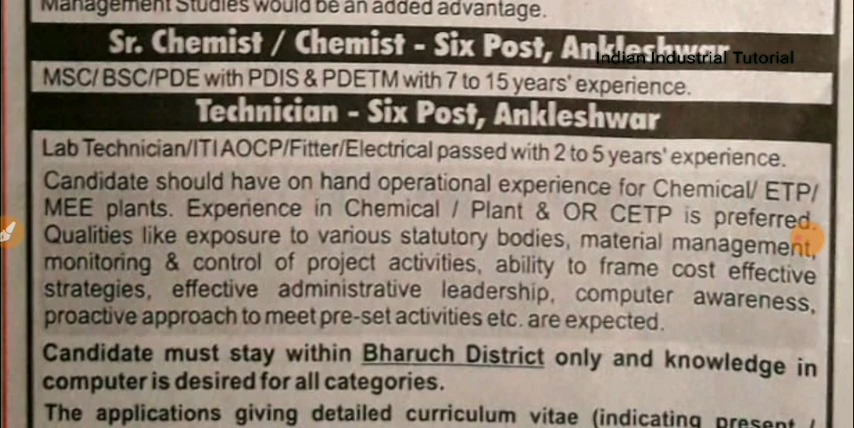 Management Studies would be an added advantage.
Sr. Chemist / Chemist - Six Post, Ankleshwar
Indian Industrial Tutorial
MSC/ BSC/PDE with PDIS & PDETM with 7 to 15 years' experience.
Technician - Six Post, Ankleshwar
Lab Technician/ITI AOCP/Fitter/Electrical passed with 2 to 5 years' experience.
Candidate should have on hand operational experience for Chemical/ ETP/
MEE plants. Experience in Chemical / Plant & OR CETP is preferred.
Qualities like exposure to various statutory bodies, material management,
monitoring & control of project activities, ability to frame cost effective
strategies, effective administrative leadership, computer awareness,
proactive approach to meet pre-set activities etc. are expected.
Candidate must stay within Bharuch District only and knowledge in
computer is desired for all categories.
The applications giving detailed curriculum vitae (indicating present /